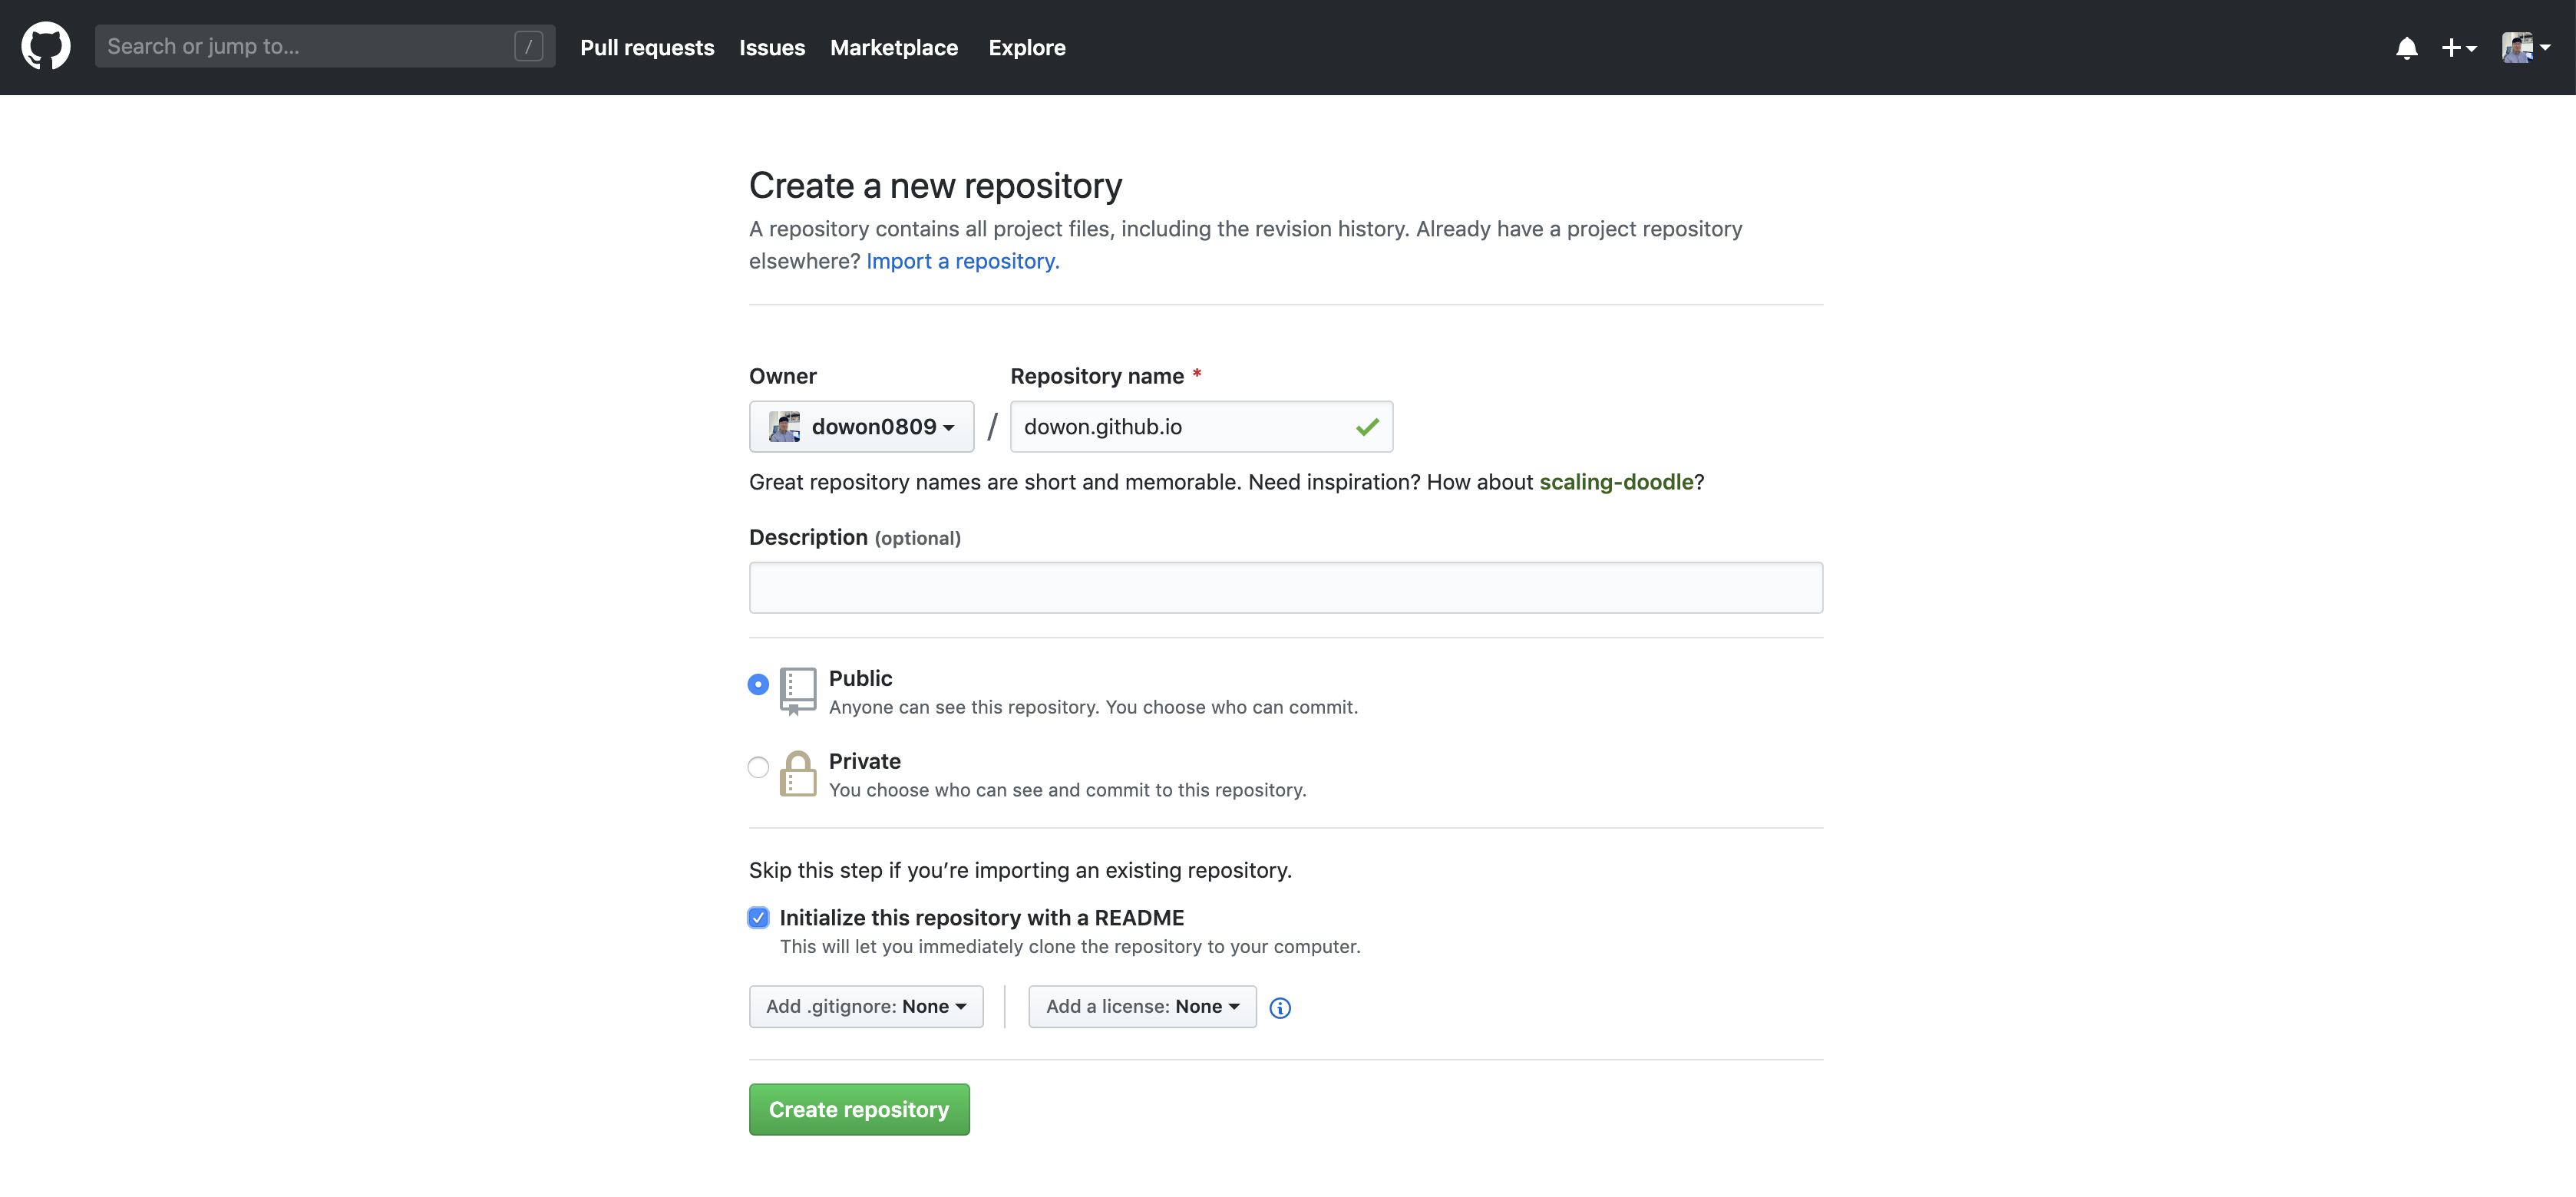 Search or jump to...
/
Pull requests
Issues
Marketplace
Explore
Create a new repository
A repository contains all project files, including the revision history. Already have a project repository
elsewhere? Import a repository.
Owner
Repository name *
dowon0809
/
dowon.github.io
Great repository names are short and memorable. Need inspiration? How about scaling-doodle?
Description (optional)
Public
Anyone can see this repository. You choose who can commit.
Private
You choose who can see and commit to this repository.
Skip this step if you’re importing an existing repository.
Initialize this repository with a README
This will let you immediately clone the repository to your computer.
Add .gitignore: None
Add a license: None
Create repository